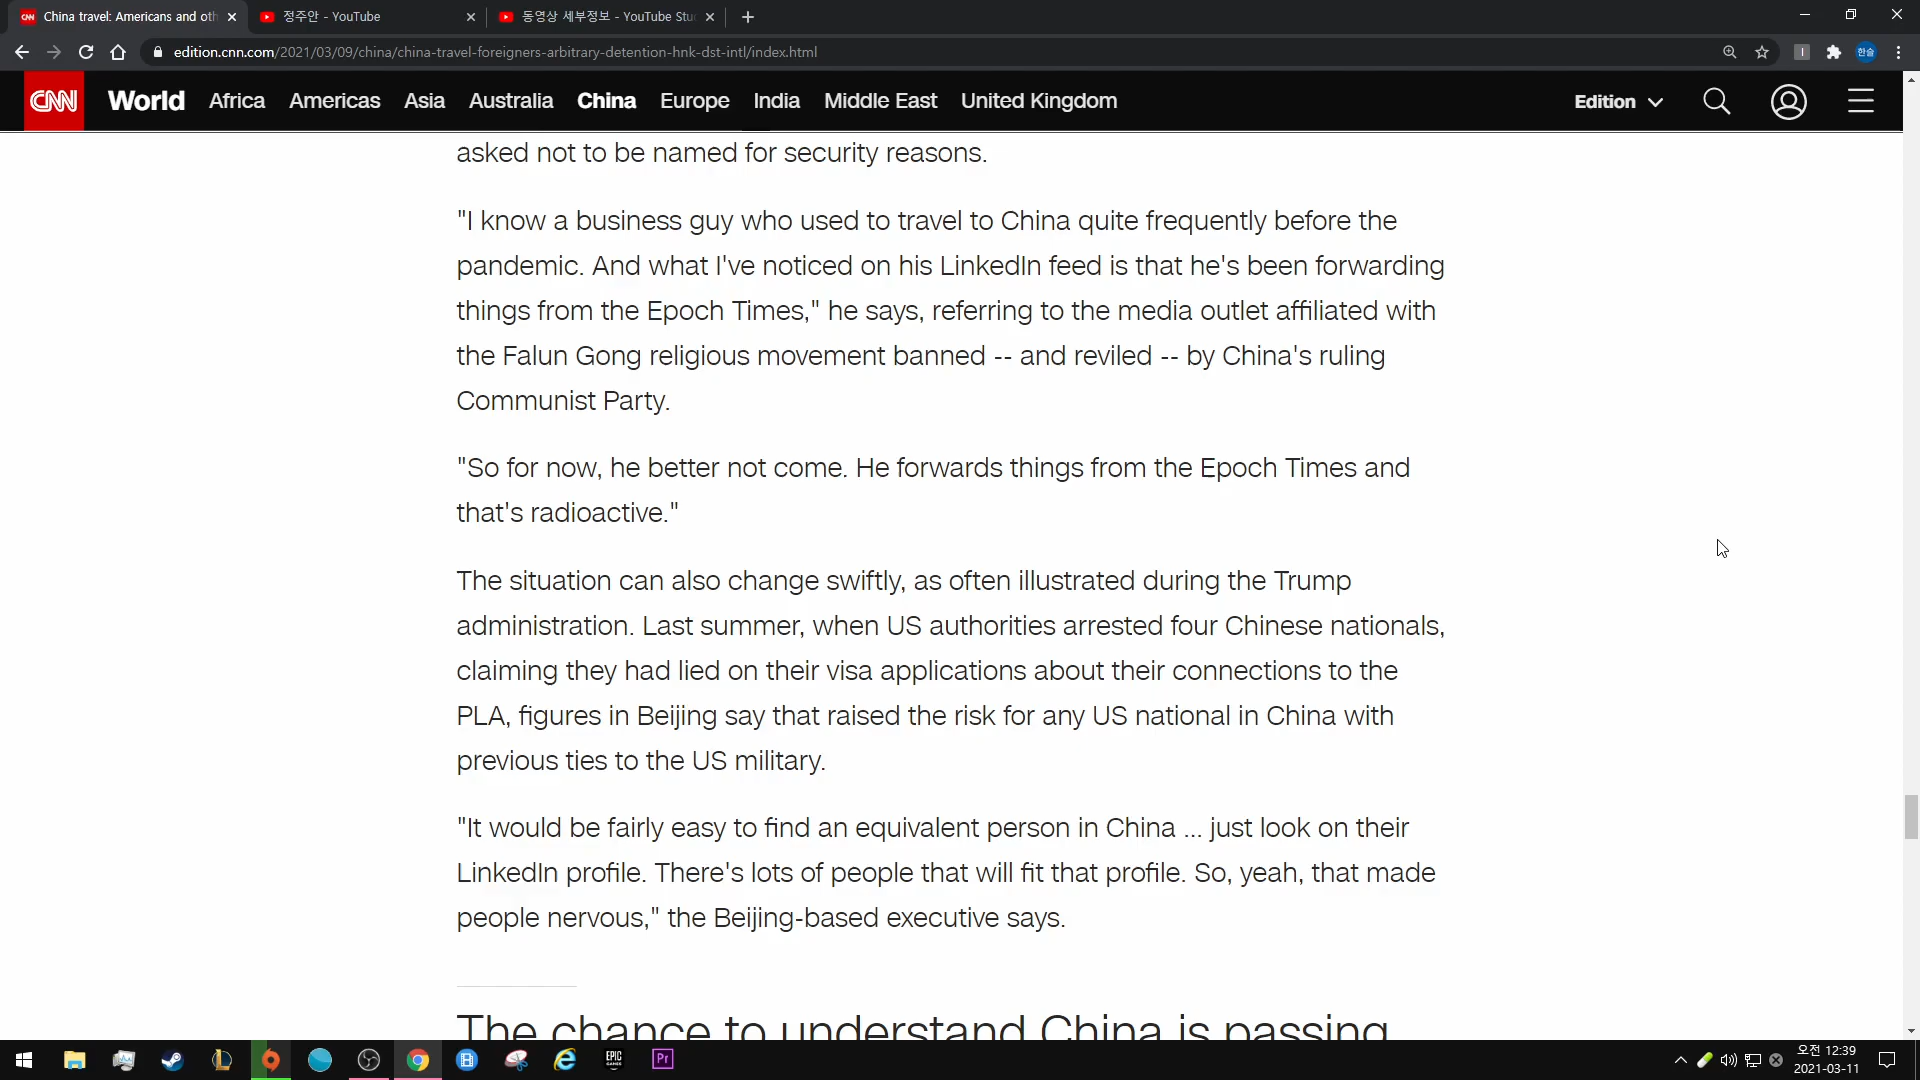 China travel: Americans and oth
정주안 - YouTube
동영상 세부정보 - YouTube Stu
edition.cnn.com/2021/03/09/china/china-travel-foreigners-arbitrary-detention-hnk-dst-intl/index.html
한슬
CNN World Africa Americas Asia Australia China Europe India Middle East United Kingdom Edition
asked not to be named for security reasons.
"I know a business guy who used to travel to China quite frequently before the
pandemic. And what I've noticed on his LinkedIn feed is that he's been forwarding
things from the Epoch Times," he says, referring to the media outlet affiliated with
the Falun Gong religious movement banned -- and reviled -- by China's ruling
Communist Party.
"So for now, he better not come. He forwards things from the Epoch Times and
that's radioactive."
The situation can also change swiftly, as often illustrated during the Trump
administration. Last summer, when US authorities arrested four Chinese nationals,
claiming they had lied on their visa applications about their connections to the
PLA, figures in Beijing say that raised the risk for any US national in China with
previous ties to the US military.
"It would be fairly easy to find an equivalent person in China ... just look on their
LinkedIn profile. There's lots of people that will fit that profile. So, yeah, that made
people nervous," the Beijing-based executive says.
The chance to understand China is passing
EPIC GAMES
Pr
오전 12:39
2021-03-11